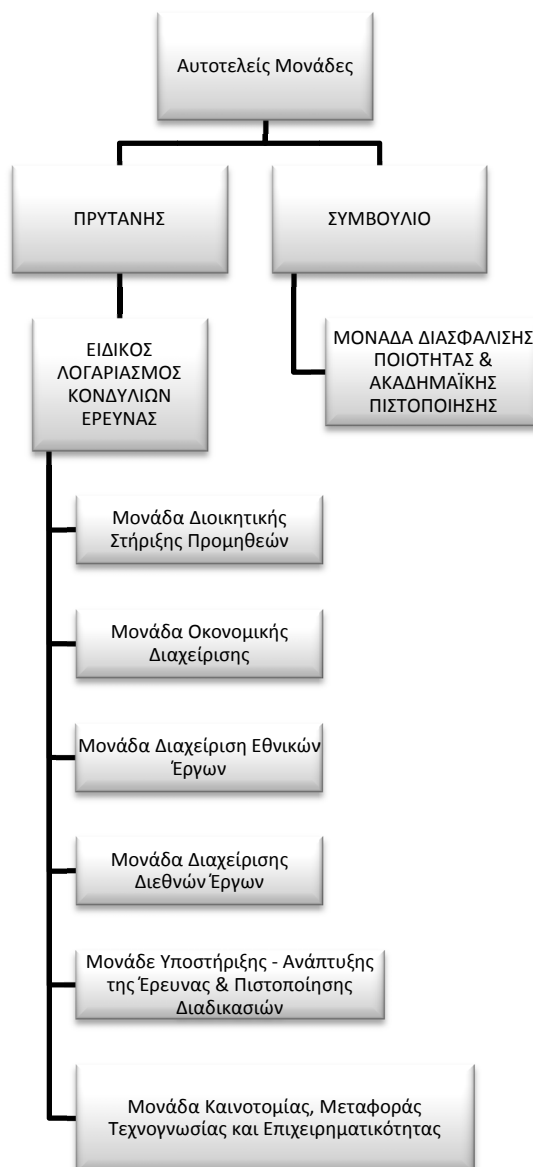 Αυτοτελείς Μονάδες
ΠΡΥΤΑΝΗΣ
ΣΥΜΒΟΥΛΙΟ
ΕΙΔΙΚΟΣ
ΛΟΓΑΡΙΑΣΜΟΣ
ΚΟΝΔΥΛΙΩΝ
ΕΡΕΥΝΑΣ
ΜΟΝΑΔΑ ΔΙΑΣΦΑΛΙΣΗΣ
ΠΟΙΟΤΗΤΑΣ &
ΑΚΑΔΗΜΑΪΚΗΣ
ΠΙΣΤΟΠΟΙΗΣΗΣ
Μονάδα Διοικητικής
Στήριξης Προμηθεών
Μονάδα Οκονομικής
Διαχείρισης
Μονάδα Διαχείριση Εθνικών
Έργων
Μονάδα Διαχείρισης
Διεθνών Έργων
Μονάδε Υποστήριξης - Ανάπτυξης
της Έρευνας & Πιστοποίησης
Διαδικασιών
Μονάδα Καινοτομίας, Μεταφοράς
Τεχνογνωσίας και Επιχειρηματικότητας